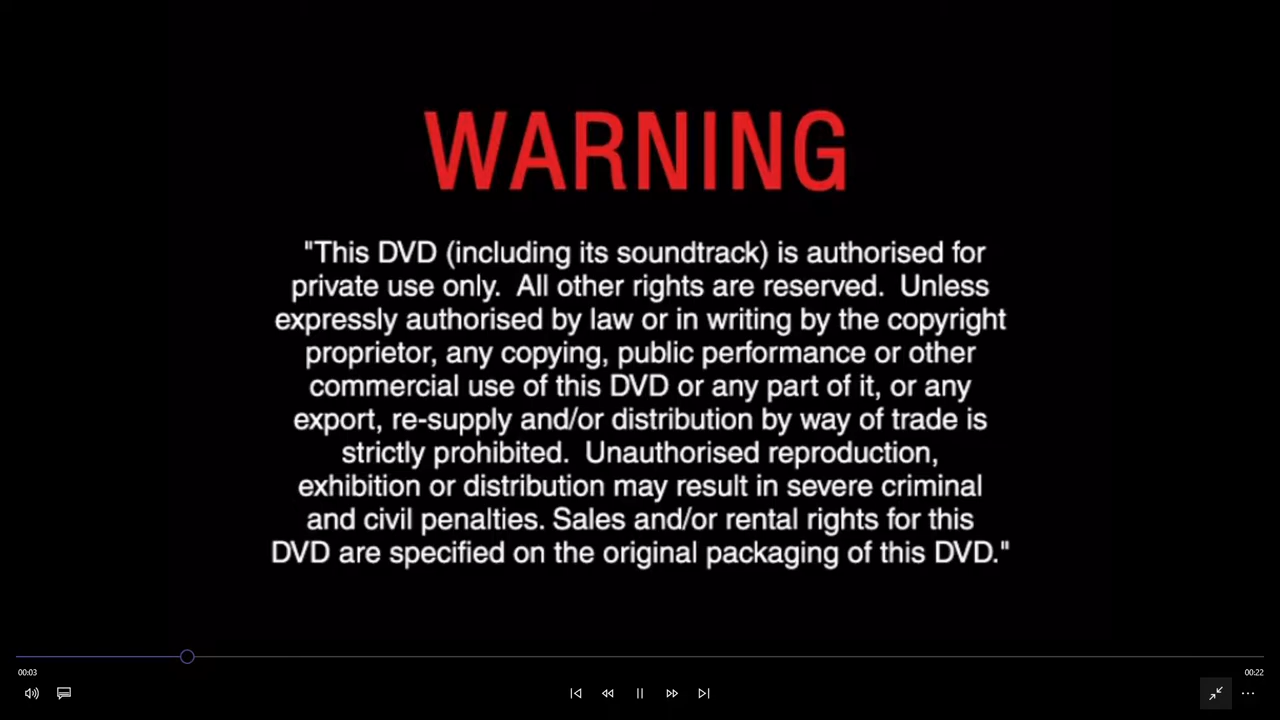 WARNING
"This DVD (including its soundtrack) is authorised for
private use only.  All other rights are reserved.  Unless
expressly authorised by law or in writing by the copyright
proprietor, any copying, public performance or other
commercial use of this DVD or any part of it, or any
export, re-supply and/or distribution by way of trade is
strictly prohibited.  Unauthorised reproduction,
exhibition or distribution may result in severe criminal
and civil penalties. Sales and/or rental rights for this
DVD are specified on the original packaging of this DVD."
00:03
00:22